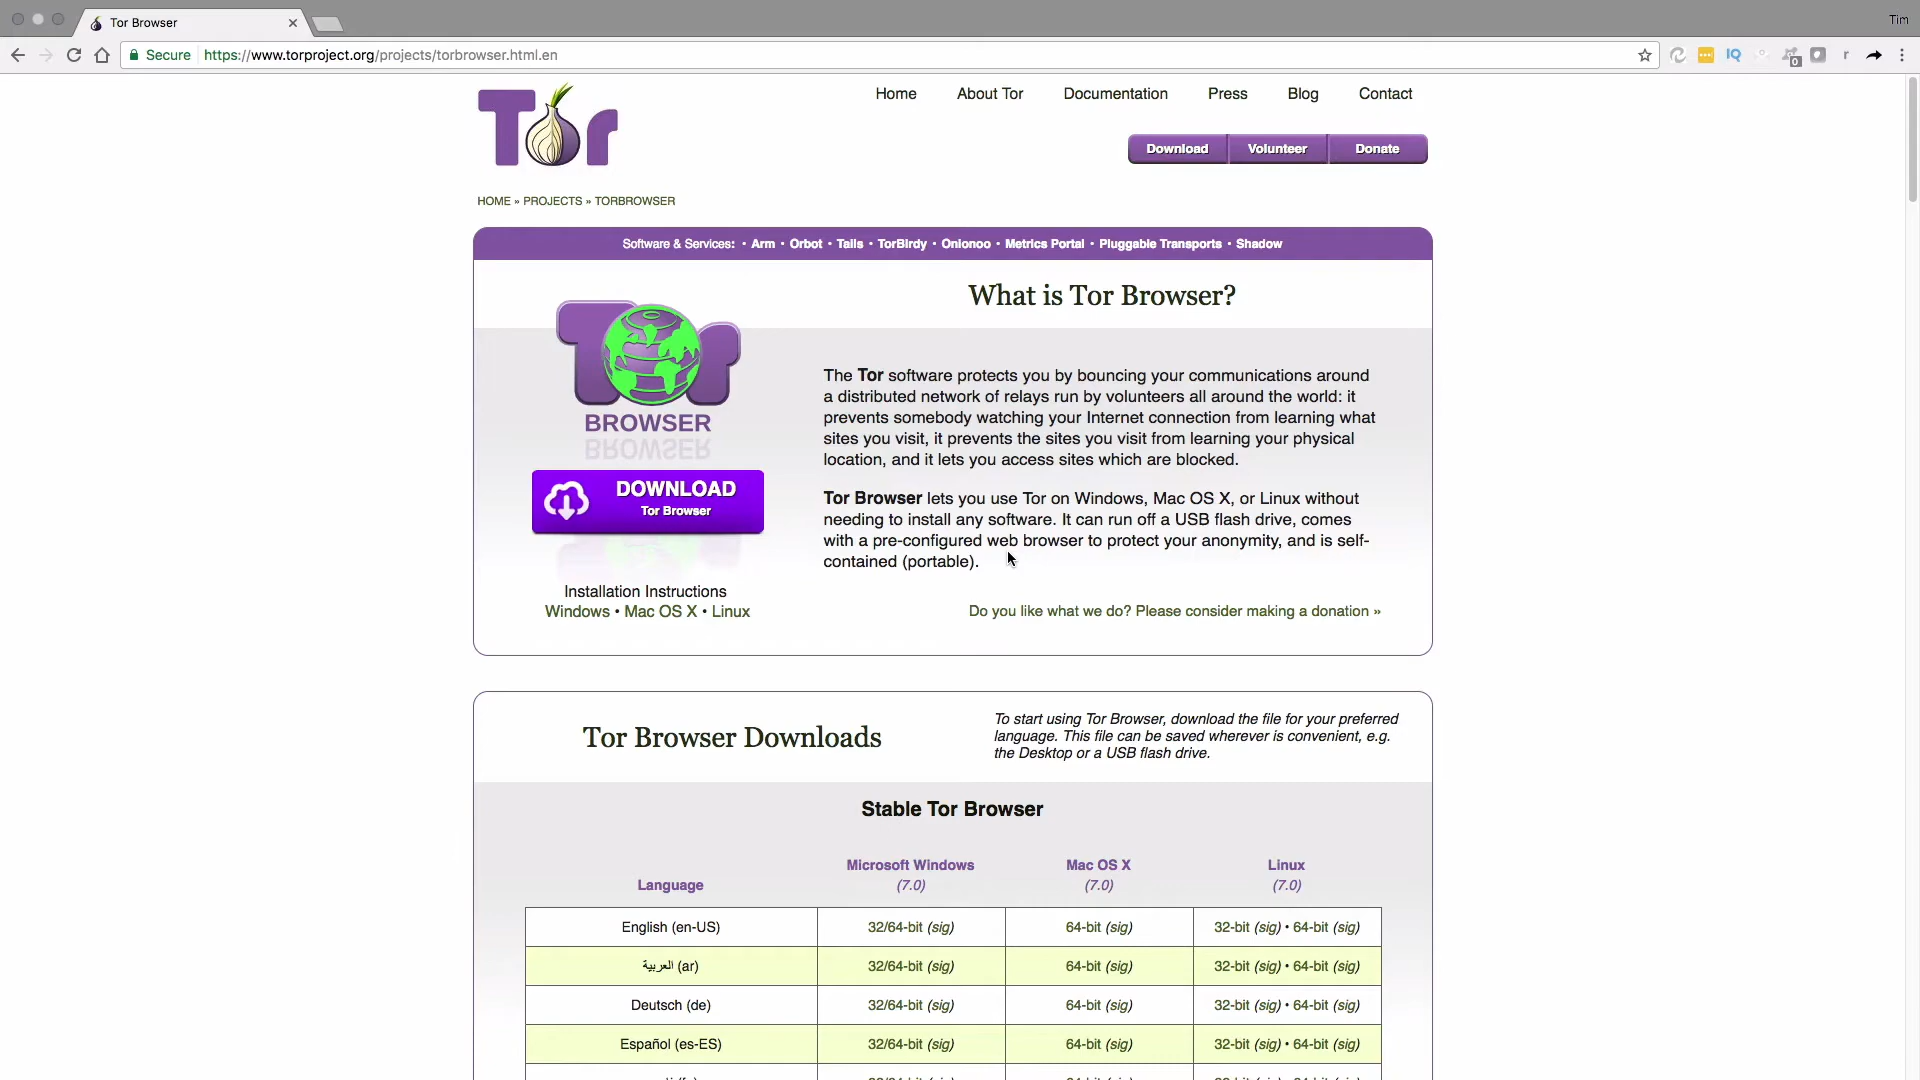 Tor Browser
Tim
Secure https://www.torproject.org/projects/torbrowser.html.en
IQ
0
r
Tor
Home About Tor Documentation Press Blog Contact
Download Volunteer Donate
HOME » PROJECTS » TORBROWSER
Software & Services: • Arm • Orbot • Tails • TorBirdy • Onionoo • Metrics Portal • Pluggable Transports • Shadow
What is Tor Browser?
Tor
BROWSER
DOWNLOAD
Tor Browser
Installation Instructions
Windows • Mac OS X • Linux
The Tor software protects you by bouncing your communications around
a distributed network of relays run by volunteers all around the world: it
prevents somebody watching your Internet connection from learning what
sites you visit, it prevents the sites you visit from learning your physical
location, and it lets you access sites which are blocked.
Tor Browser lets you use Tor on Windows, Mac OS X, or Linux without
needing to install any software. It can run off a USB flash drive, comes
with a pre-configured web browser to protect your anonymity, and is self-
contained (portable).
Do you like what we do? Please consider making a donation »
Tor Browser Downloads
To start using Tor Browser, download the file for your preferred
language. This file can be saved wherever is convenient, e.g.
the Desktop or a USB flash drive.
Stable Tor Browser
Language Microsoft Windows (7.0) Mac OS X (7.0) Linux (7.0)
English (en-US) 32/64-bit (sig) 64-bit (sig) 32-bit (sig) • 64-bit (sig)
العربية (ar) 32/64-bit (sig) 64-bit (sig) 32-bit (sig) • 64-bit (sig)
Deutsch (de) 32/64-bit (sig) 64-bit (sig) 32-bit (sig) • 64-bit (sig)
Español (es-ES) 32/64-bit (sig) 64-bit (sig) 32-bit (sig) • 64-bit (sig)